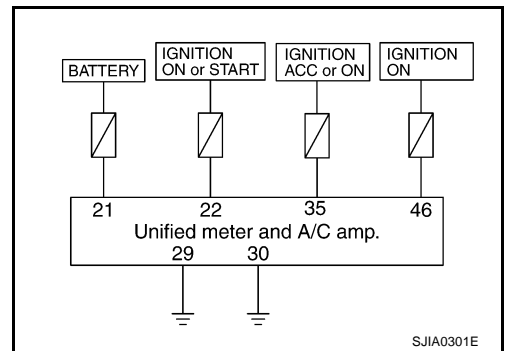 BATTERY
IGNITION
ON or START
IGNITION
ACC or ON
IGNITION
ON
21 22 35 46
Unified meter and A/C amp.
29 30
SJIA0301E